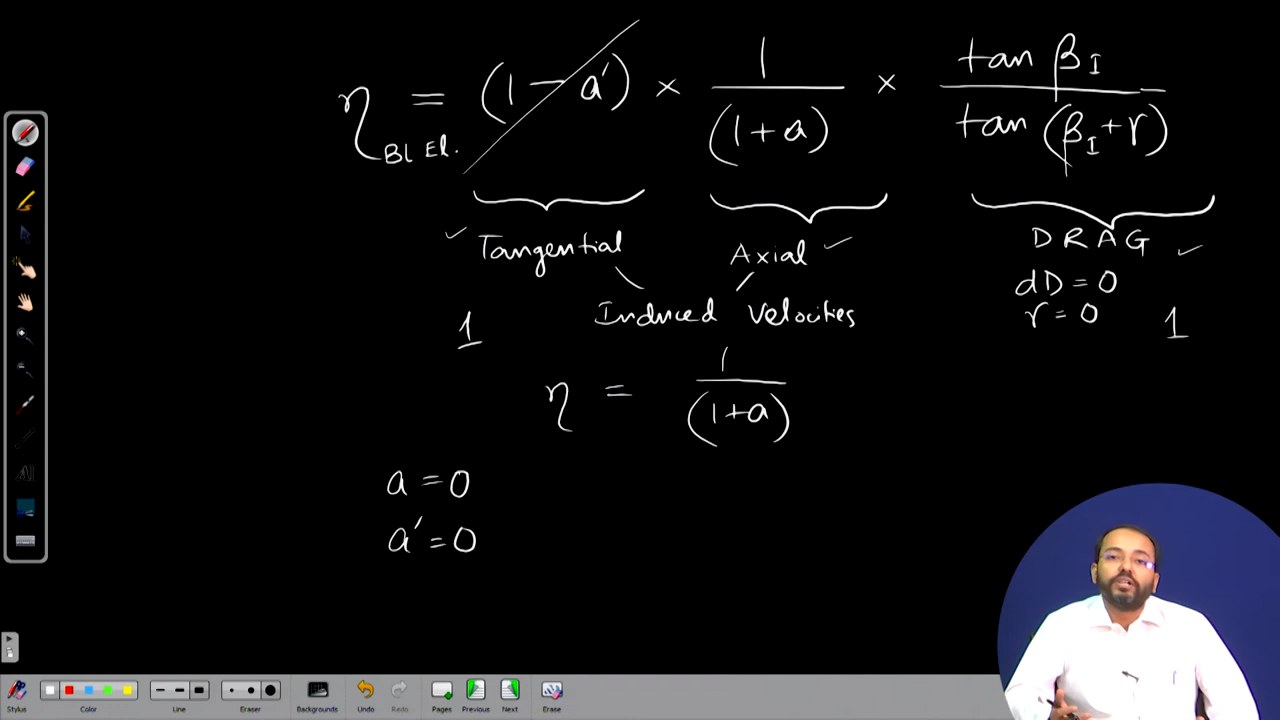 η_Bl El. = (1 - a') × 1/(1+a) × tan β_I / tan (β_I + γ)
Tangential Axial DRAG
Induced Velocities
dD = 0
γ = 0
1 1
η = 1/(1+a)
a = 0
a' = 0
Stylus Color Line Eraser Backgrounds Undo Redo Pages Previous Next Erase